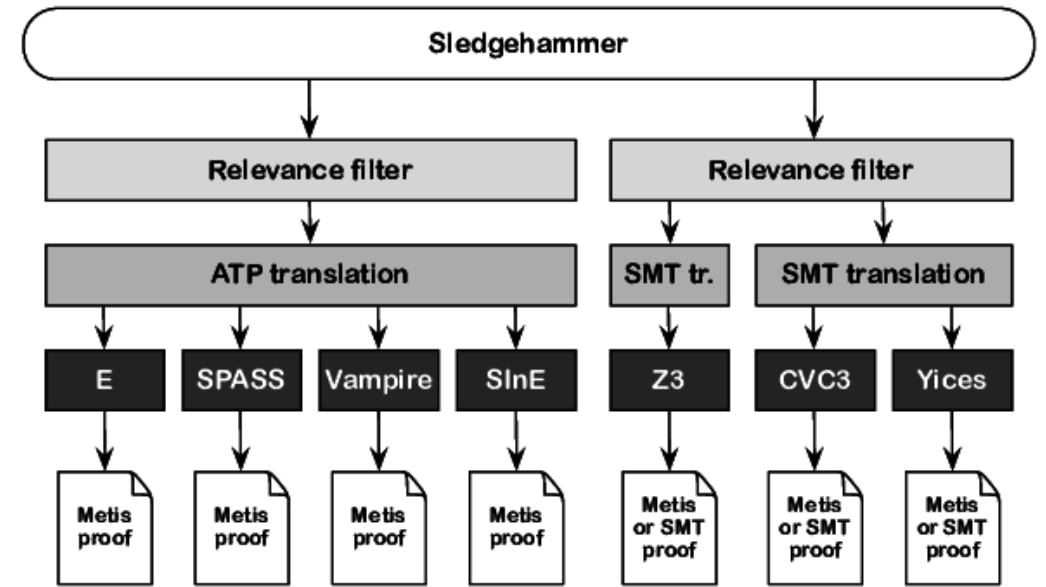 Sledgehammer
Relevance filter
Relevance filter
ATP translation
SMT tr.
SMT translation
E
SPASS
Vampire
SInE
Z3
CVC3
Yices
Metis
proof
Metis
proof
Metis
proof
Metis
proof
Metis
or SMT
proof
Metis
or SMT
proof
Metis
or SMT
proof